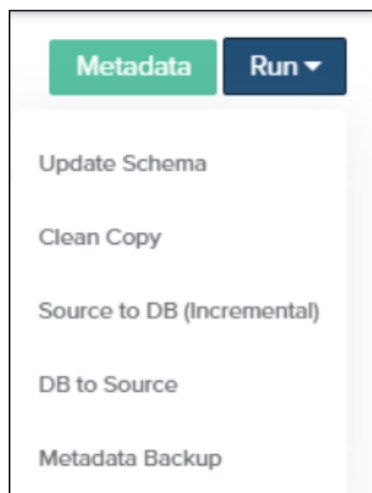 Metadata Run
Update Schema
Clean Copy
Source to DB (Incremental)
DB to Source
Metadata Backup